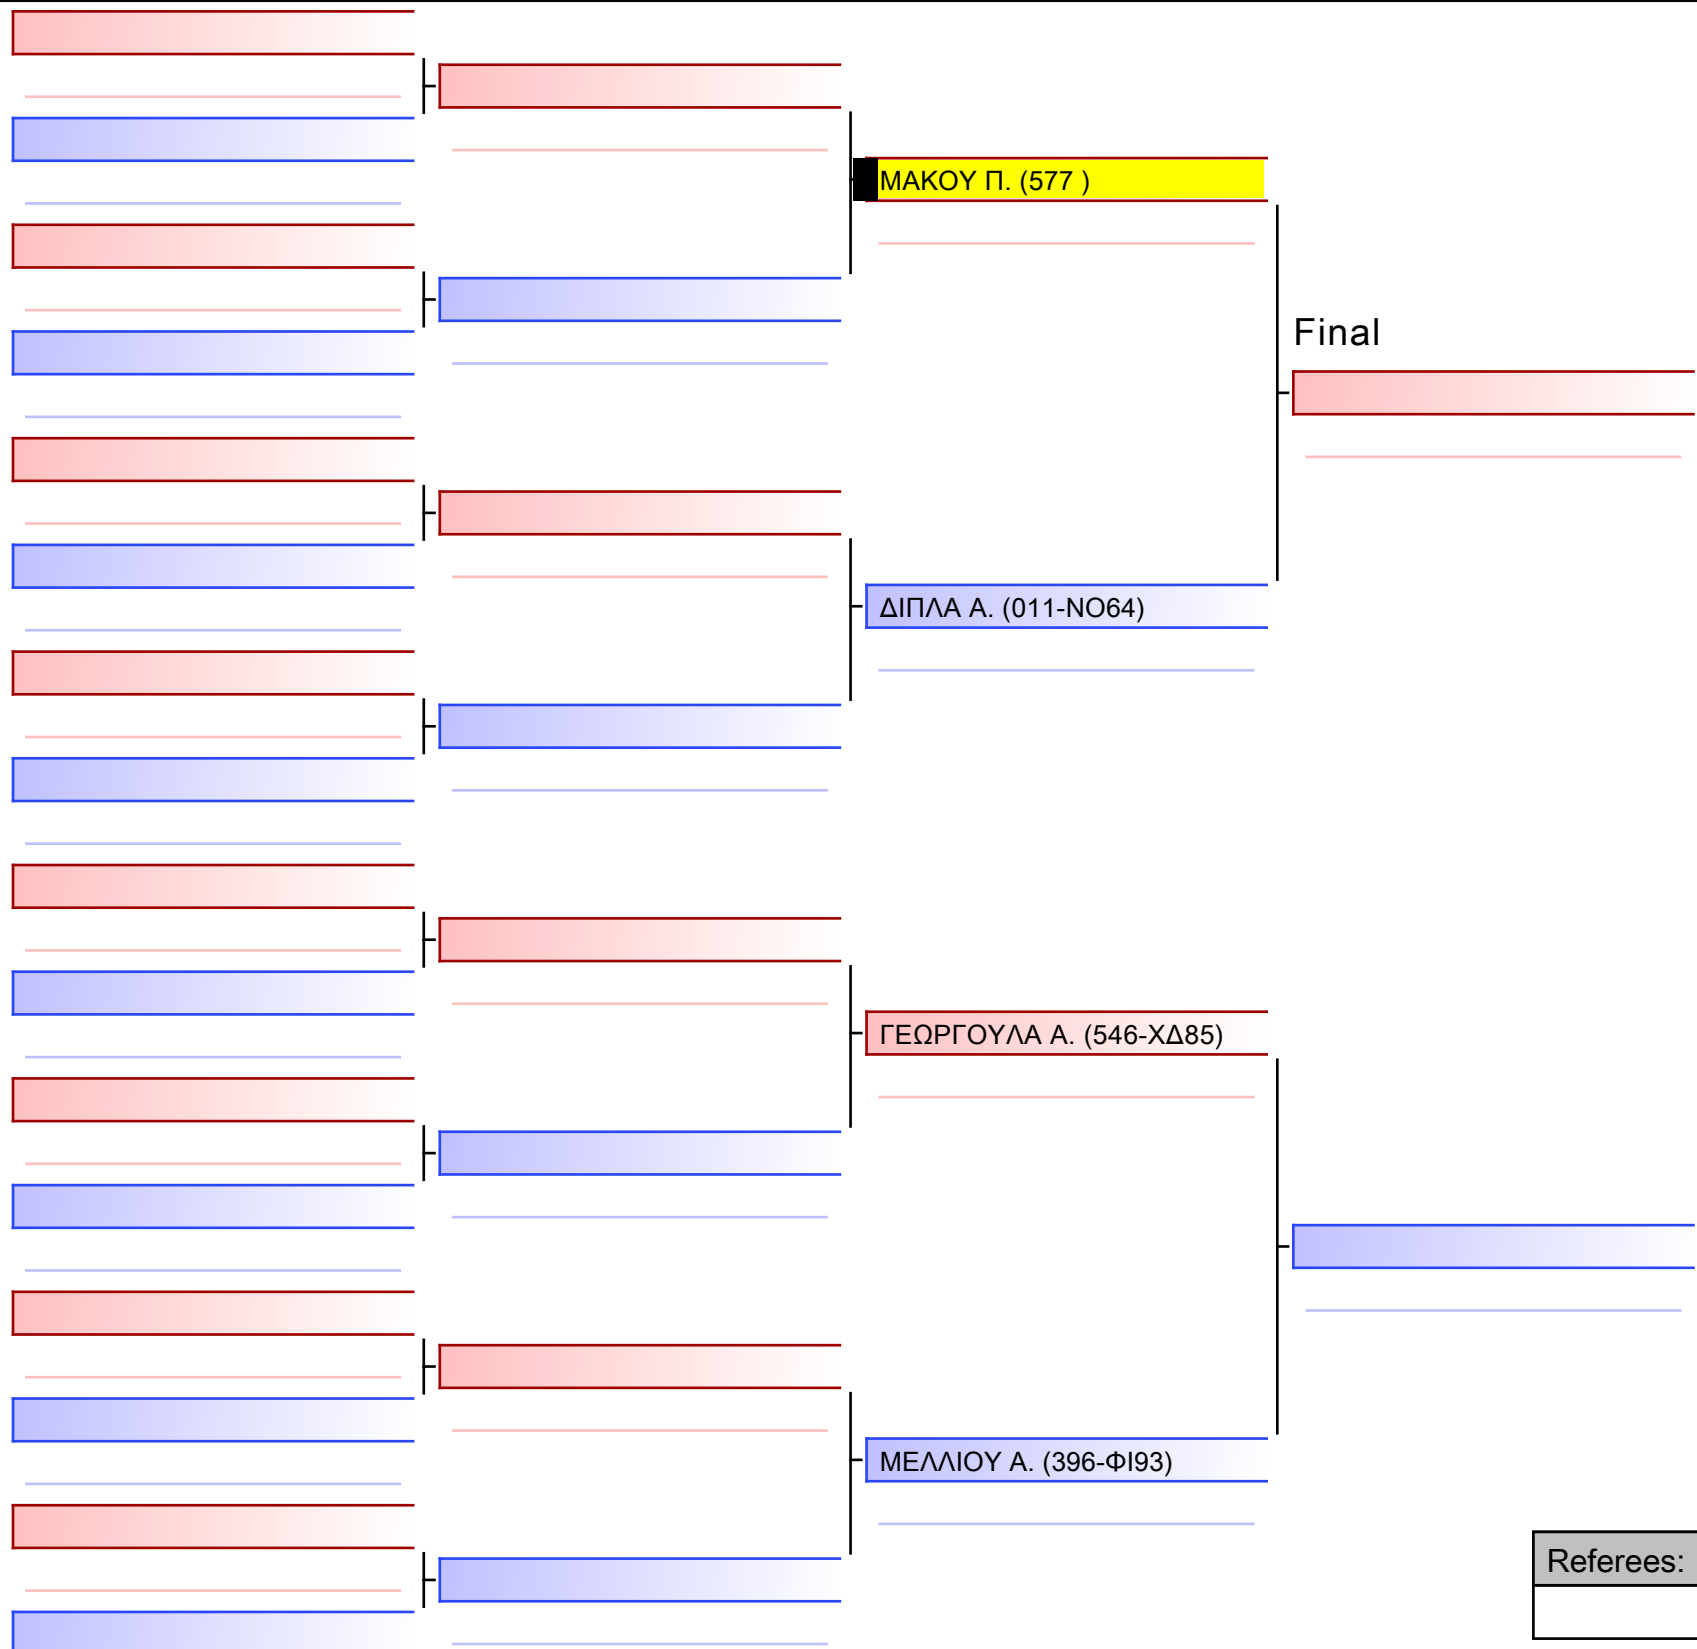 ΜΑΚΟΥ Π. (577 )
Final
ΔΙΠΛΑ Α. (011-ΝΟ64)
ΓΕΩΡΓΟΥΛΑ Α. (546-ΧΔ85)
ΜΕΛΛΙΟΥ Α. (396-ΦΙ93)
Referees: